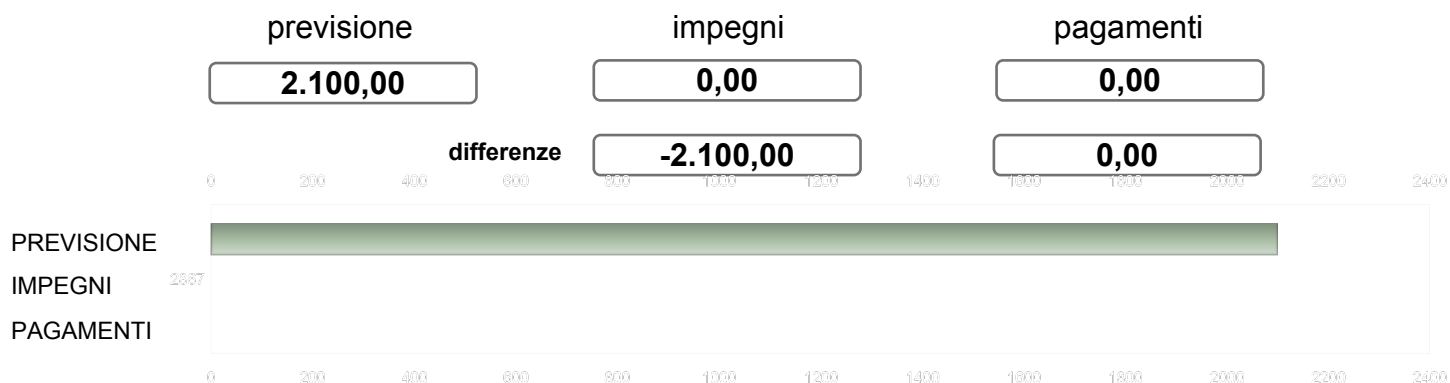 previsione impegni pagamenti
2.100,00 0,00 0,00
differenze -2.100,00 0,00
0 200 400 600 800 1000 1200 1400 1600 1800 2000 2200 2400
PREVISIONE
2887
IMPEGNI
PAGAMENTI
0 200 400 600 800 1000 1200 1400 1600 1800 2000 2200 2400